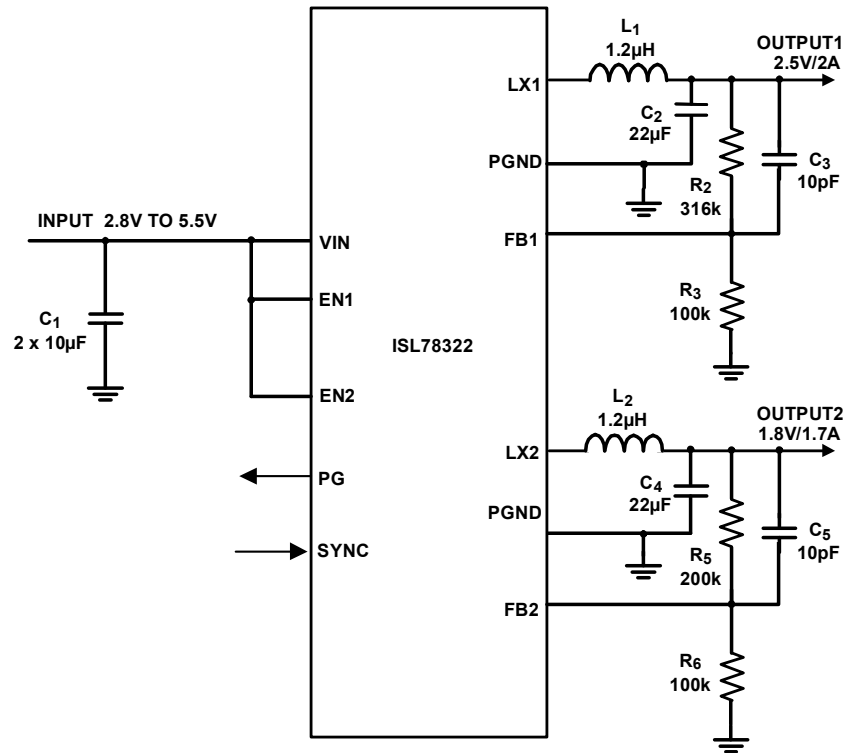 L1
1.2µH
OUTPUT1
2.5V/2A
LX1
C2
22µF
C3
10pF
PGND
R2
316k
INPUT 2.8V TO 5.5V
VIN
FB1
EN1
R3
100k
C1
2 x 10µF
ISL78322
EN2
L2
1.2µH
OUTPUT2
1.8V/1.7A
LX2
PG
C4
22µF
PGND
C5
10pF
SYNC
R5
200k
FB2
R6
100k